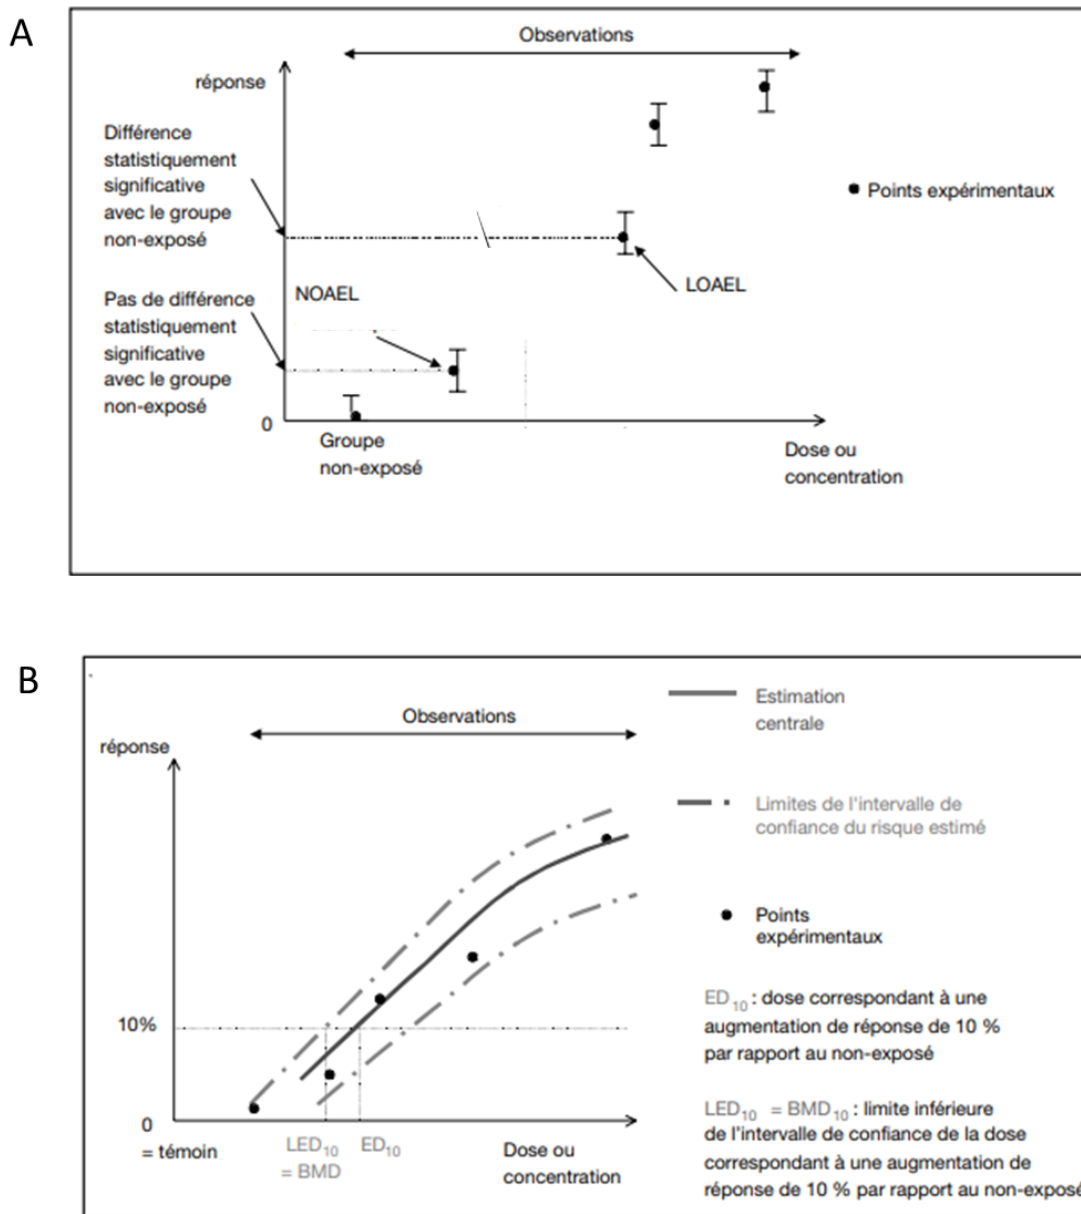 A
Observations
réponse
Différence
statistiquement
significative
avec le groupe
non-exposé
Points expérimentaux
LOAEL
NOAEL
Pas de différence
statistiquement
significative
avec le groupe
non-exposé
0
Groupe
non-exposé
Dose ou
concentration
B
Observations
réponse
Estimation
centrale
Limites de l'intervalle de
confiance du risque estimé
Points
expérimentaux
10%
0
= témoin
LED10
= BMD
ED10
Dose ou
concentration
ED10 : dose correspondant à une
augmentation de réponse de 10 %
par rapport au non-exposé
LED10 = BMD10 : limite inférieure
de l'intervalle de confiance de la dose
correspondant à une augmentation de
réponse de 10 % par rapport au non-exposé